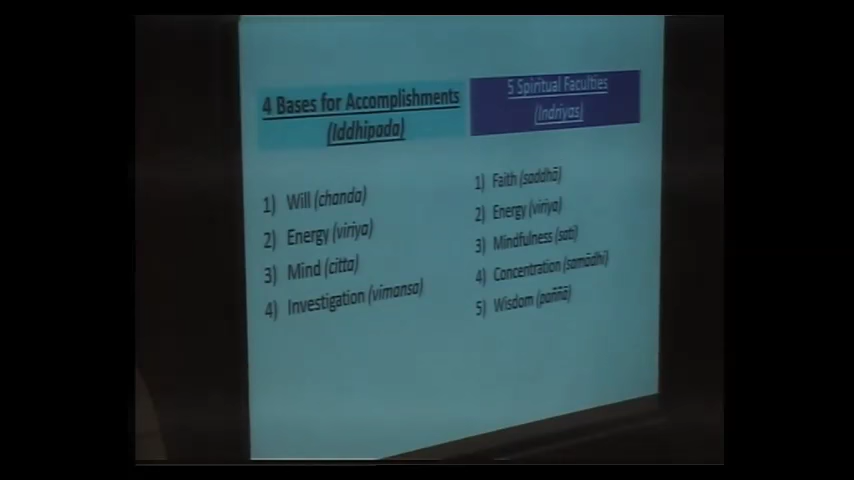 4 Bases for Accomplishments
(Iddhipada)
1) Will (chanda)
2) Energy (viriya)
3) Mind (citta)
4) Investigation (vimansa)
5 Spiritual Faculties
(Indriyas)
1) Faith (saddhā)
2) Energy (viriya)
3) Mindfulness (sati)
4) Concentration (samādhi)
5) Wisdom (paññā)